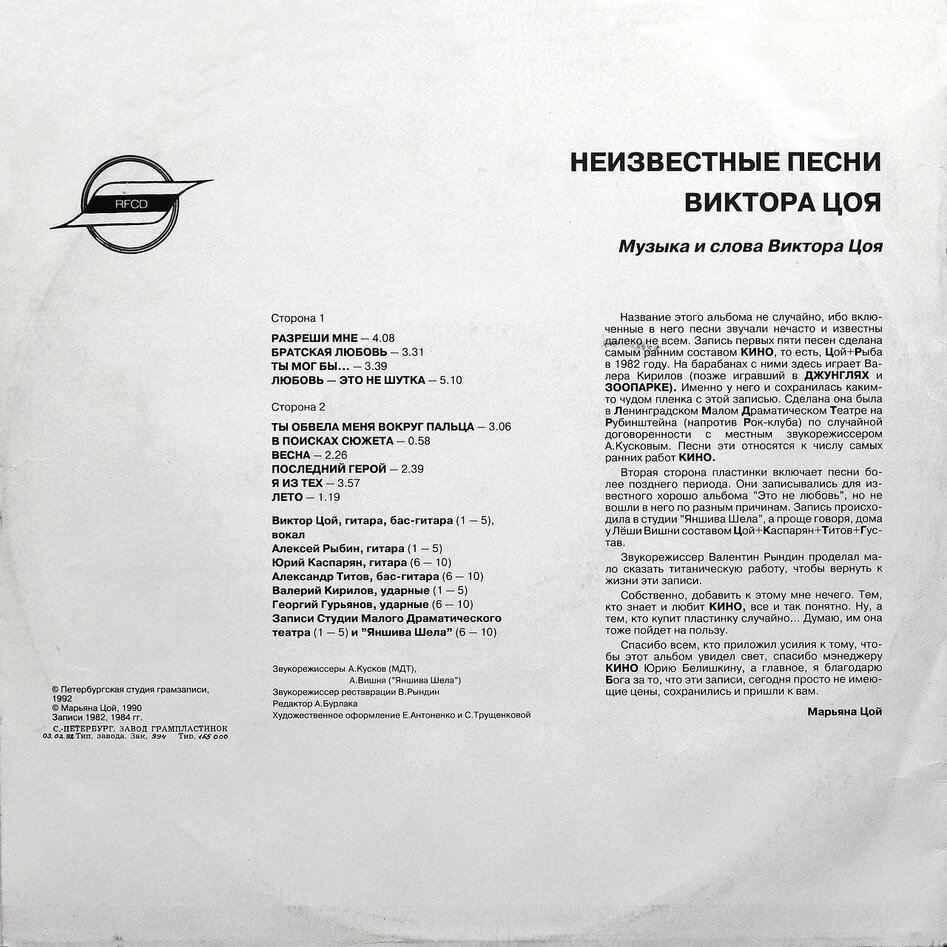 RFCD
НЕИЗВЕСТНЫЕ ПЕСНИ
ВИКТОРА ЦОЯ
Музыка и слова Виктора Цоя
Сторона 1
РАЗРЕШИ МНЕ — 4.08
БРАТСКАЯ ЛЮБОВЬ — 3.31
ТЫ МОГ БЫ... — 3.39
ЛЮБОВЬ — ЭТО НЕ ШУТКА — 5.10
Сторона 2
ТЫ ОБВЕЛА МЕНЯ ВОКРУГ ПАЛЬЦА — 3.06
В ПОИСКАХ СЮЖЕТА — 0.58
ВЕСНА — 2.26
ПОСЛЕДНИЙ ГЕРОЙ — 2.39
Я ИЗ ТЕХ — 3.57
ЛЕТО — 1.19
Виктор Цой, гитара, бас-гитара (1 — 5),
вокал
Алексей Рыбин, гитара (1 — 5)
Юрий Каспарян, гитара (6 — 10)
Александр Титов, бас-гитара (6 — 10)
Валерий Кирилов, ударные (1 — 5)
Георгий Гурьянов, ударные (6 — 10)
Записи Студии Малого Драматического
театра (1 — 5) и "Яншива Шела" (6 — 10)
Звукорежиссеры А.Кусков (МДТ),
А.Вишня ("Яншива Шела")
Звукорежиссер реставрации В.Рындин
Редактор А.Бурлака
Художественное оформление Е.Антоненко и С.Трущенковой
Название этого альбома не случайно, ибо вклю-
ченные в него песни звучали нечасто и известны
далеко не всем. Запись первых пяти песен сделана
самым ранним составом КИНО, то есть, Цой+Рыба
в 1982 году. На барабанах с ними здесь играет Ва-
лера Кирилов (позже игравший в ДЖУНГЛЯХ и
ЗООПАРКЕ). Именно у него и сохранилась каким-
то чудом пленка с этой записью. Сделана она была
в Ленинградском Малом Драматическом Театре на
Рубинштейна (напротив Рок-клуба) по случайной
договоренности с местным звукорежиссером
А.Кусковым. Песни эти относятся к числу самых
ранних работ КИНО.
Вторая сторона пластинки включает песни бо-
лее позднего периода. Они записывались для из-
вестного хорошо альбома "Это не любовь", но не
вошли в него по разным причинам. Запись происхо-
дила в студии "Яншива Шела", а проще говоря, дома
у Лёши Вишни составом Цой+Каспарян+Титов+Гус-
тав.
Звукорежиссер Валентин Рындин проделал ма-
ло сказать титаническую работу, чтобы вернуть к
жизни эти записи.
Собственно, добавить к этому мне нечего. Тем,
кто знает и любит КИНО, все и так понятно. Ну, а
тем, кто купит пластинку случайно... Думаю, им она
тоже пойдет на пользу.
Спасибо всем, кто приложил усилия к тому, что-
бы этот альбом увидел свет, спасибо мэнеджеру
КИНО Юрию Белишкину, а главное, я благодарю
Бога за то, что эти записи, сегодня просто не имею-
щие цены, сохранились и пришли к вам.
Марьяна Цой
© Петербургская студия грамзаписи,
1992
© Марьяна Цой, 1990
Записи 1982, 1984 гг.
С.-ПЕТЕРБУРГ. ЗАВОД ГРАМПЛАСТИНОК
Тип. завода. Зак. 994 Тир. 155 000